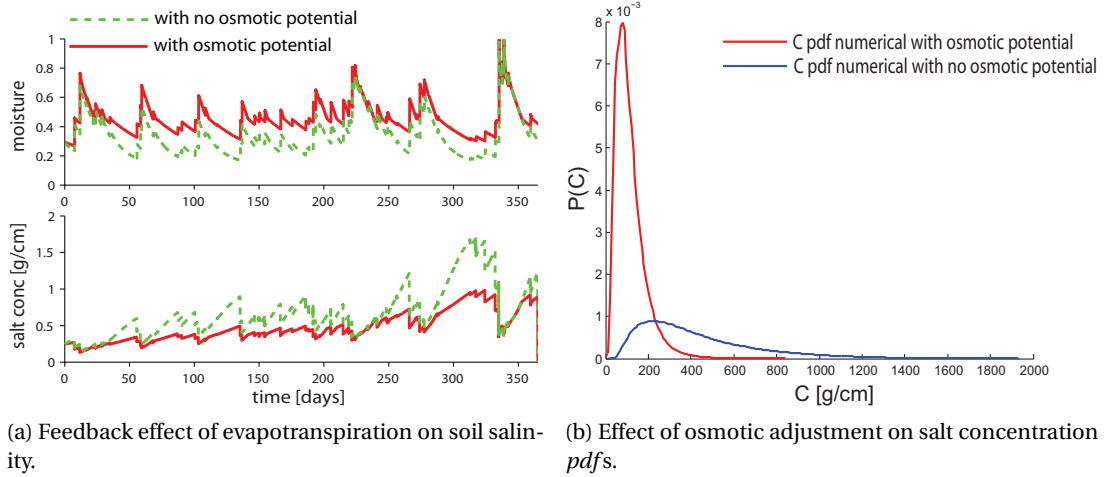 with no osmotic potential
with osmotic potential
1
0.8
0.6
0.4
0.2
0
moisture
0 50 100 150 200 250 300 350
2
1.5
1
0.5
0
salt conc [g/cm]
0 50 100 150 200 250 300 350
time [days]
(a) Feedback effect of evapotranspiration on soil salin-
ity.
x 10⁻³
8
7
6
5
4
3
2
1
0
P(C)
C pdf numerical with osmotic potential
C pdf numerical with no osmotic potential
0 200 400 600 800 1000 1200 1400 1600 1800 2000
C [g/cm]
(b) Effect of osmotic adjustment on salt concentration
pdfs.